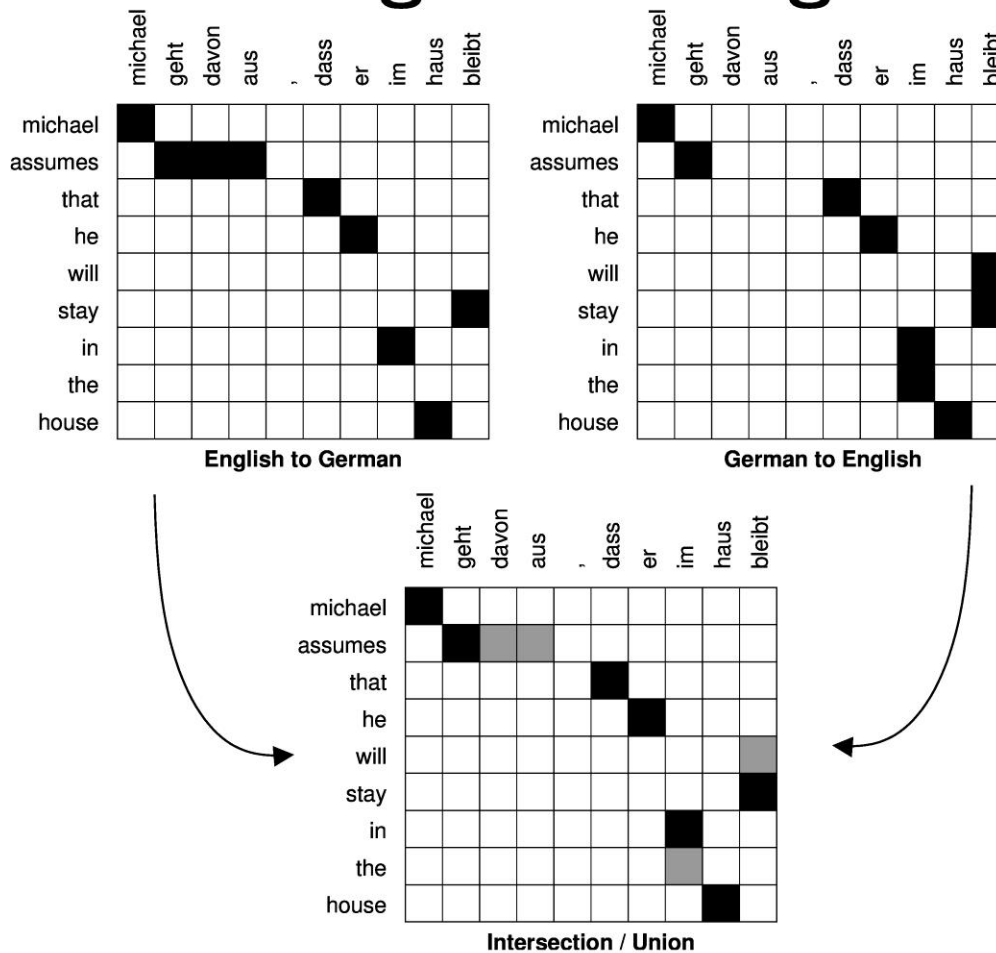 michael geht davon aus , dass er im haus bleibt
michael
assumes
that
he
will
stay
in
the
house
English to German
michael geht davon aus , dass er im haus bleibt
michael
assumes
that
he
will
stay
in
the
house
German to English
michael geht davon aus , dass er im haus bleibt
michael
assumes
that
he
will
stay
in
the
house
Intersection / Union